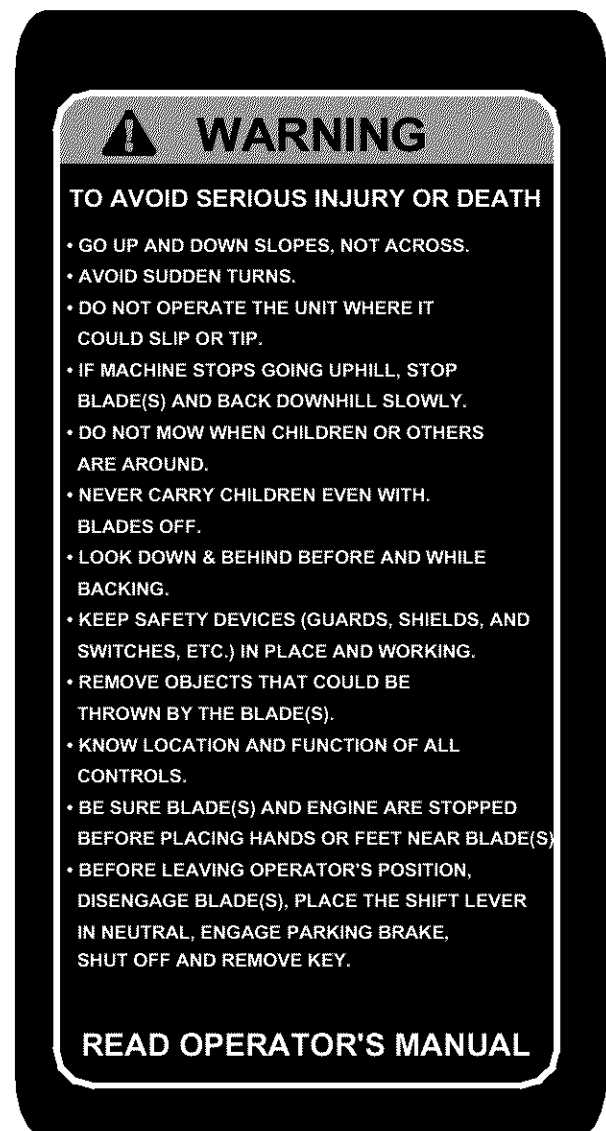 WARNING
TO AVOID SERIOUS INJURY OR DEATH
• GO UP AND DOWN SLOPES, NOT ACROSS.
• AVOID SUDDEN TURNS.
• DO NOT OPERATE THE UNIT WHERE IT
COULD SLIP OR TIP.
• IF MACHINE STOPS GOING UPHILL, STOP
BLADE(S) AND BACK DOWNHILL SLOWLY.
• DO NOT MOW WHEN CHILDREN OR OTHERS
ARE AROUND.
• NEVER CARRY CHILDREN EVEN WITH.
BLADES OFF.
• LOOK DOWN & BEHIND BEFORE AND WHILE
BACKING.
• KEEP SAFETY DEVICES (GUARDS, SHIELDS, AND
SWITCHES, ETC.) IN PLACE AND WORKING.
• REMOVE OBJECTS THAT COULD BE
THROWN BY THE BLADE(S).
• KNOW LOCATION AND FUNCTION OF ALL
CONTROLS.
• BE SURE BLADE(S) AND ENGINE ARE STOPPED
BEFORE PLACING HANDS OR FEET NEAR BLADE(S)
• BEFORE LEAVING OPERATOR'S POSITION,
DISENGAGE BLADE(S), PLACE THE SHIFT LEVER
IN NEUTRAL, ENGAGE PARKING BRAKE,
SHUT OFF AND REMOVE KEY.
READ OPERATOR'S MANUAL